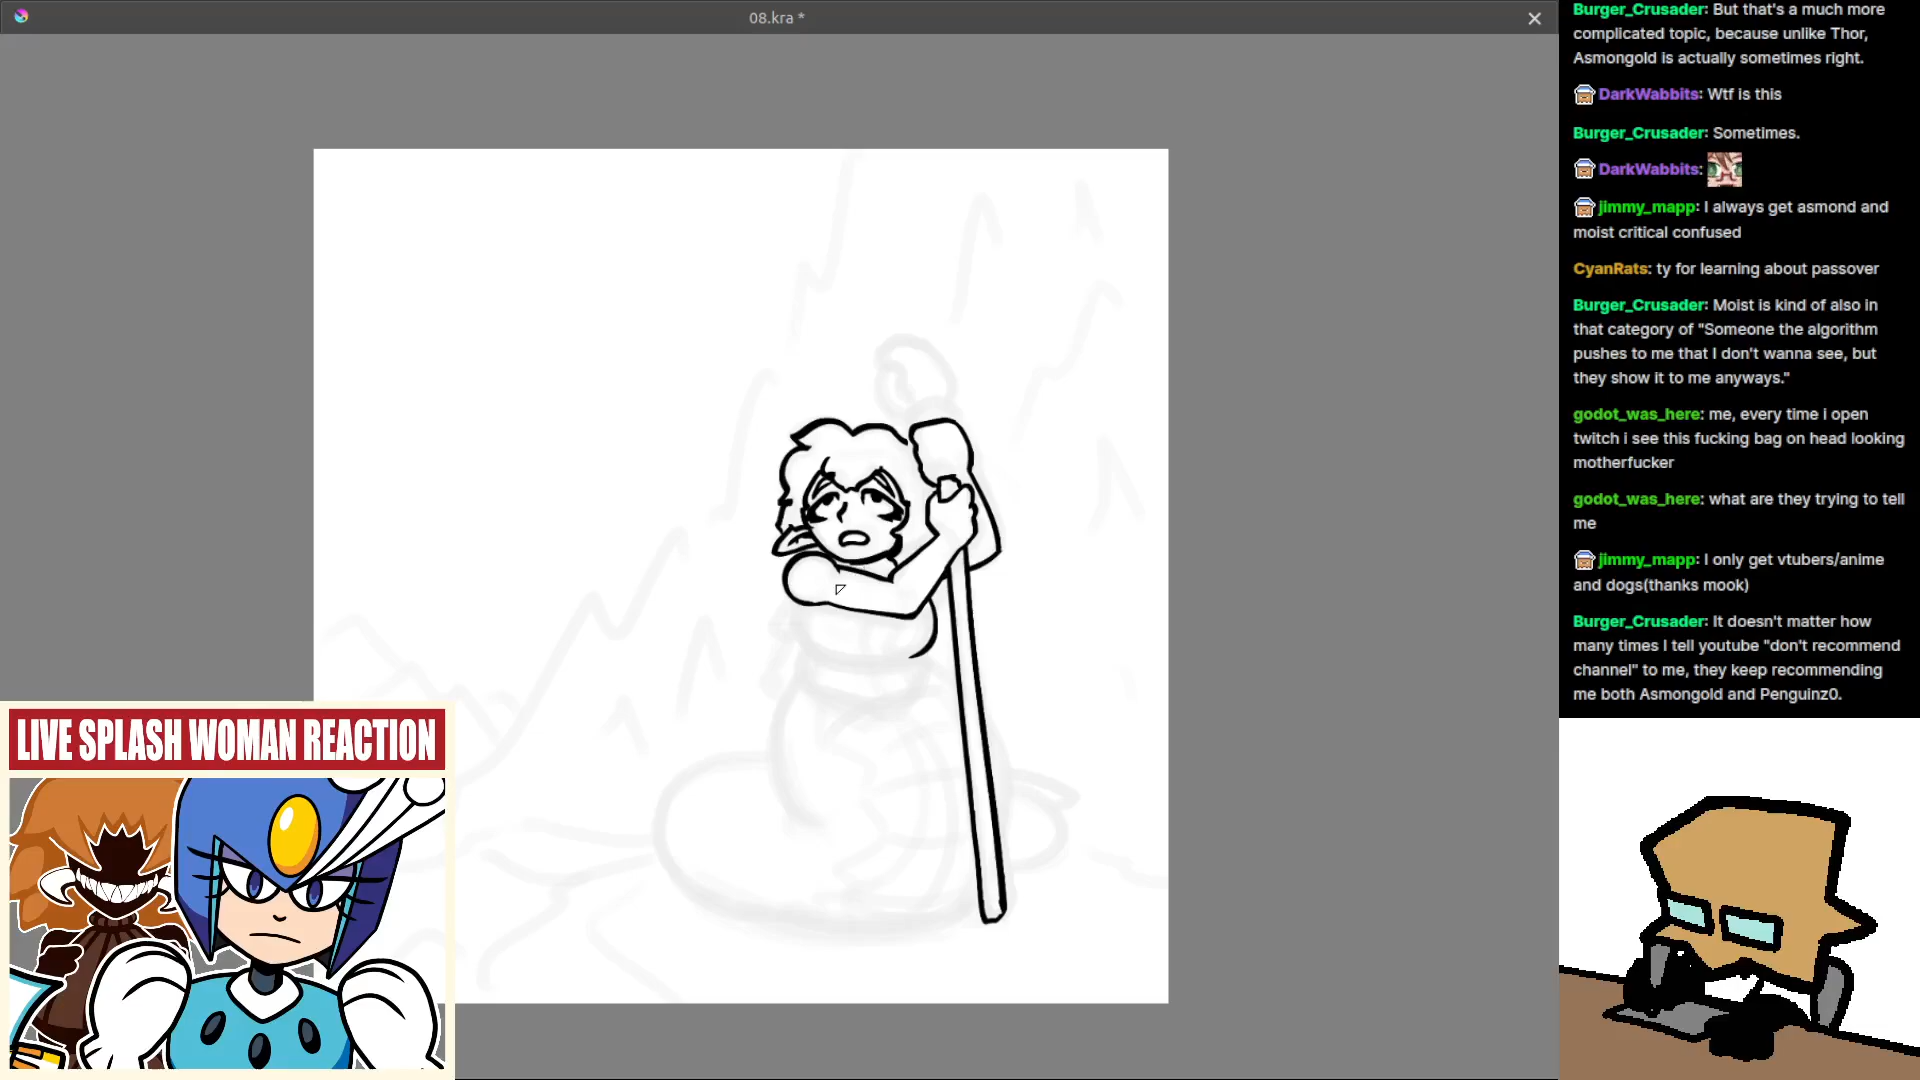 08.kra *
Burger_Crusader: But that's a much more
complicated topic, because unlike Thor,
Asmongold is actually sometimes right.
DarkWabbits: Wtf is this
Burger_Crusader: Sometimes.
DarkWabbits:
jimmy_mapp: I always get asmond and
moist critical confused
CyanRats: ty for learning about passover
Burger_Crusader: Moist is kind of also in
that category of "Someone the algorithm
pushes to me that I don't wanna see, but
they show it to me anyways."
godot_was_here: me, every time i open
twitch i see this fucking bag on head looking
motherfucker
godot_was_here: what are they trying to tell
me
jimmy_mapp: I only get vtubers/anime
and dogs(thanks mook)
Burger_Crusader: It doesn't matter how
many times I tell youtube "don't recommend
channel" to me, they keep recommending
me both Asmongold and Penguinz0.
LIVE SPLASH WOMAN REACTION